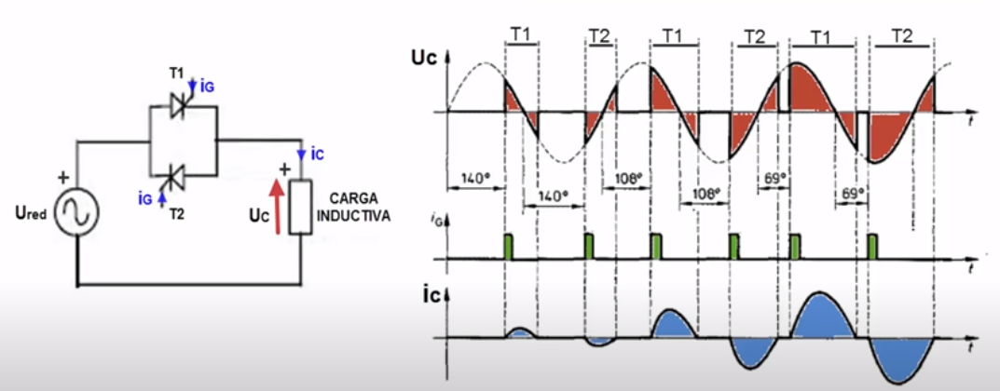 T1
iG
iC
+
+
Ured
iG
T2
Uc
CARGA
INDUCTIVA
T1
T2
T1
T2
T1
T2
Uc
t
140°
140°
108°
108°
69°
69°
iG
t
ic
t